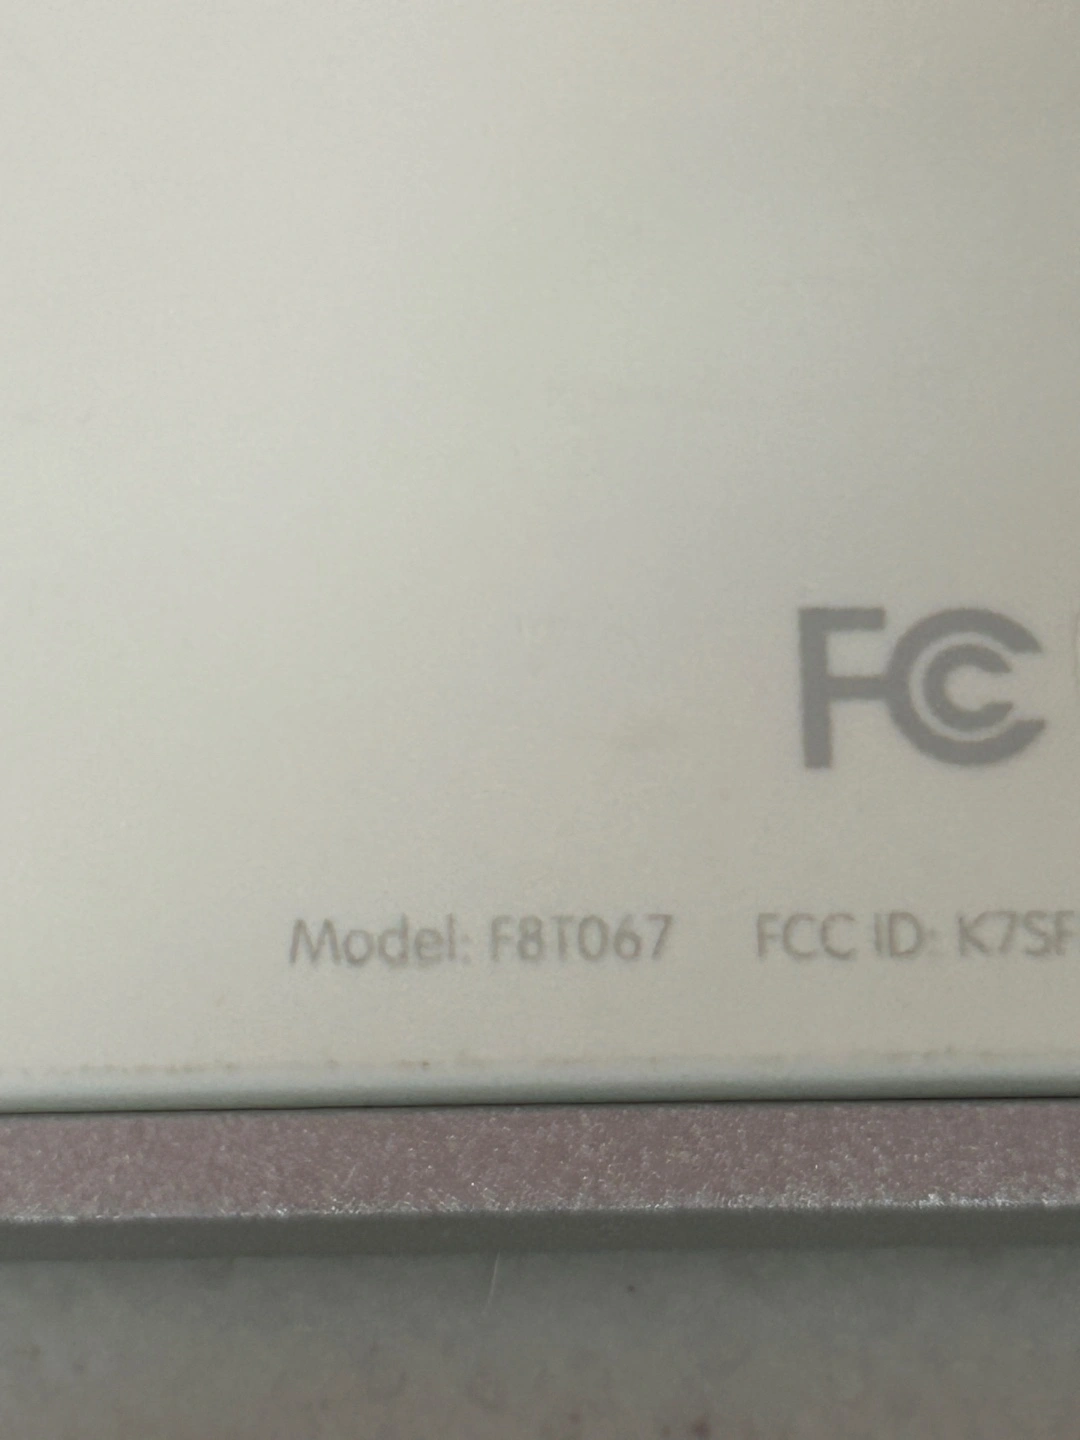 FC
Model: F8T067 FCC ID: K7SF